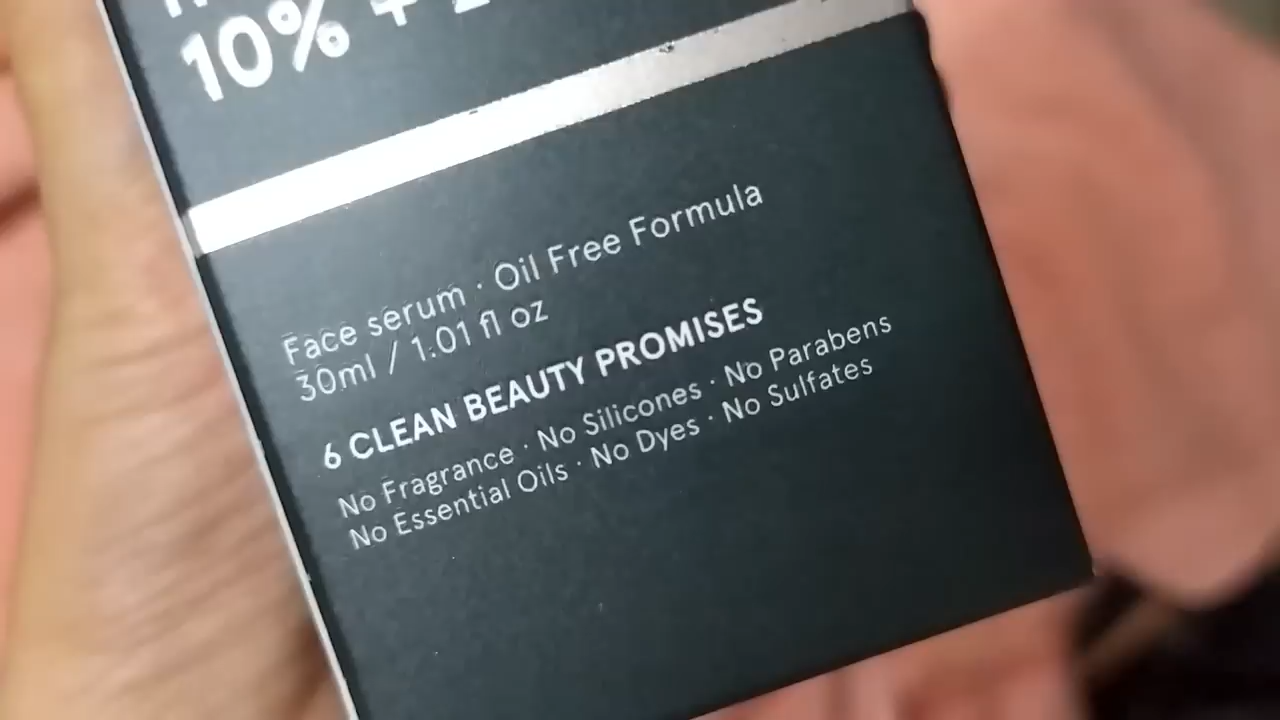 10% +
Face serum · Oil Free Formula
30ml / 1.01 fl oz
6 CLEAN BEAUTY PROMISES
No Fragrance · No Silicones · No Parabens
No Essential Oils · No Dyes · No Sulfates